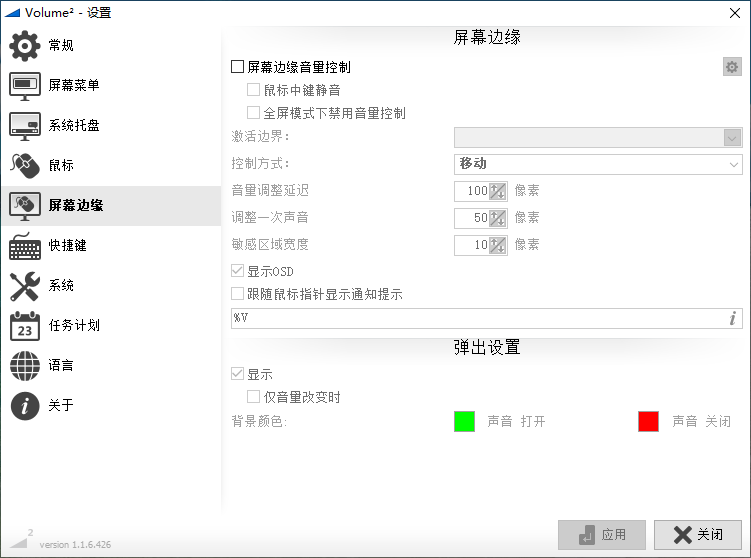 Volume² - 设置
常规
屏幕菜单
系统托盘
鼠标
屏幕边缘
快捷键
系统
23
任务计划
语言
关于
2
version 1.1.6.426
屏幕边缘
屏幕边缘音量控制
鼠标中键静音
全屏模式下禁用音量控制
激活边界:
控制方式: 移动
音量调整延迟 100 像素
调整一次声音 50 像素
敏感区域宽度 10 像素
显示OSD
跟随鼠标指针显示通知提示
%V
弹出设置
显示
仅音量改变时
背景颜色: 声音 打开 声音 关闭
应用 关闭